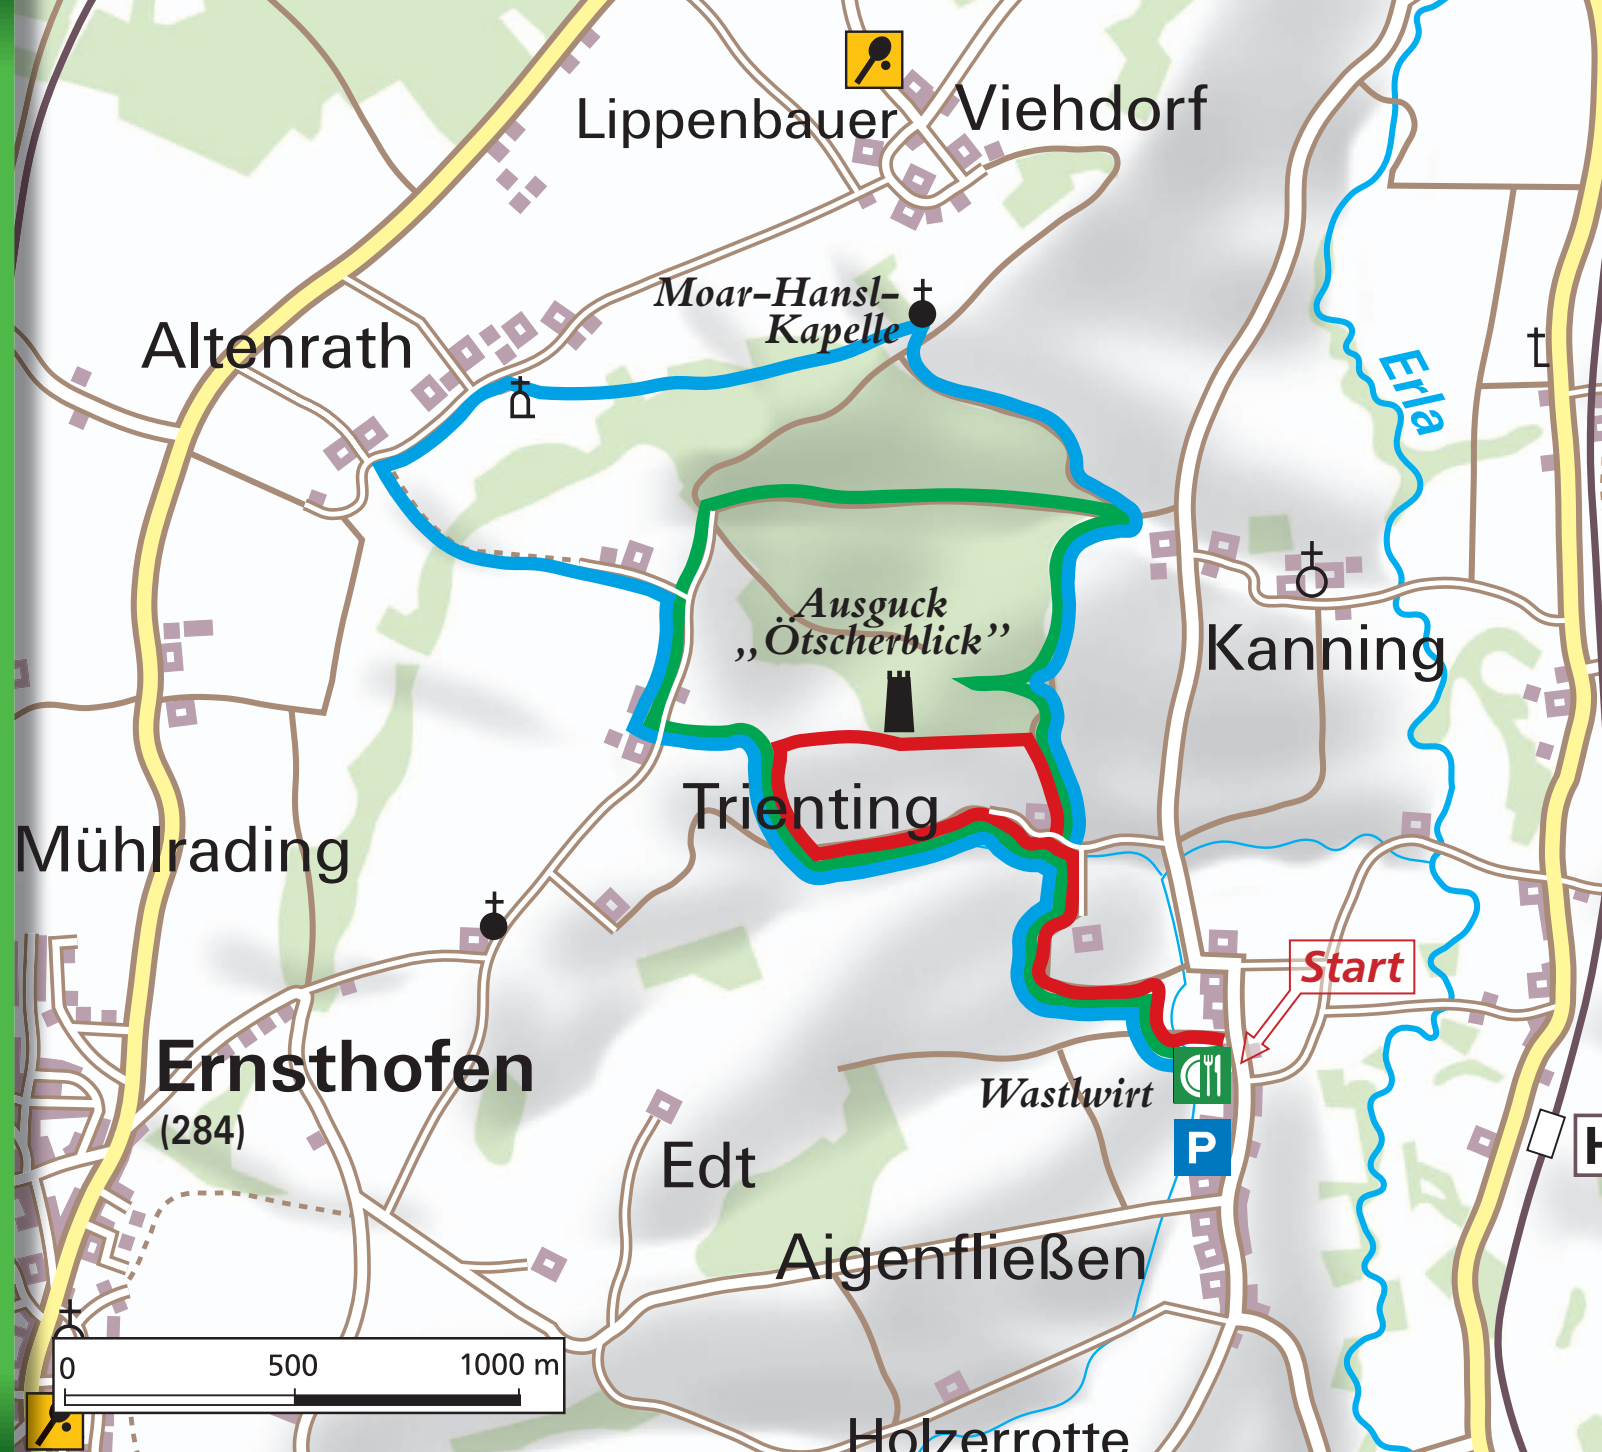 Lippenbauer
Viehdorf
Moar-Hansl-
Kapelle
Altenrath
Erla
Ausguck
„Ötscherblick”
Kanning
Trienting
Mühlrading
Start
Ernsthofen
(284)
Wastlwirt
P
Edt
H
Aigenfließen
0 500 1000 m
Holzerrotte